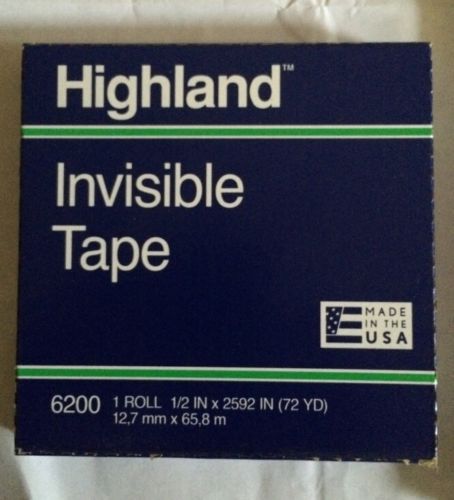 Highland™
Invisible
Tape
MADE
IN THE
USA
6200 1 ROLL 1/2 IN x 2592 IN (72 YD)
12,7 mm x 65,8 m